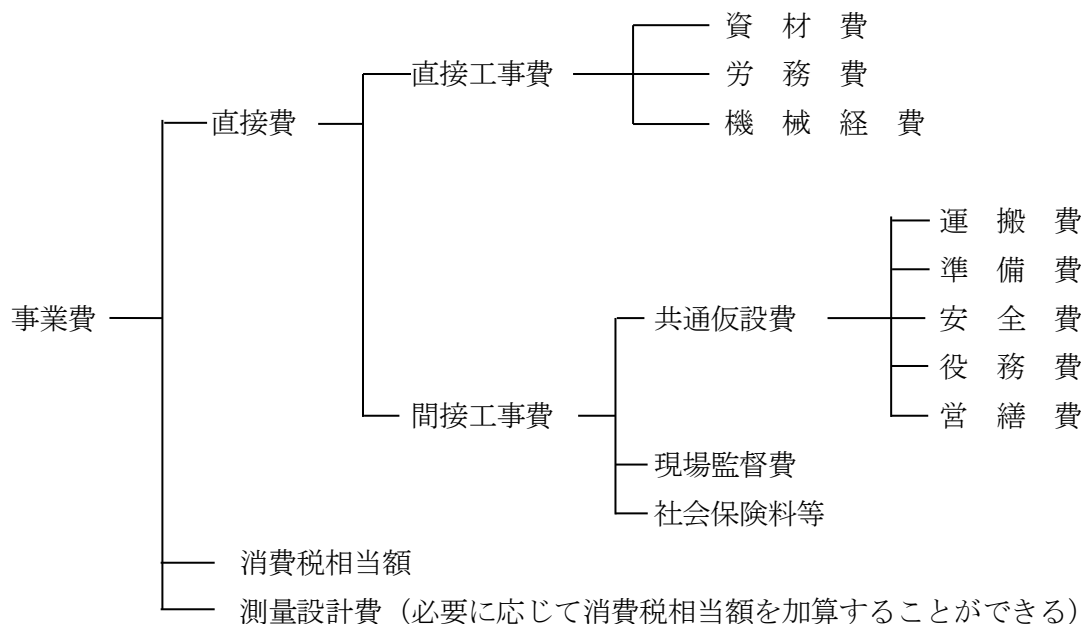 資　材　費
直接工事費
労　務　費
直接費
機　械　経　費
運　搬　費
準　備　費
事業費
共通仮設費
安　全　費
役　務　費
間接工事費
営　繕　費
現場監督費
社会保険料等
消費税相当額
測量設計費（必要に応じて消費税相当額を加算することができる）